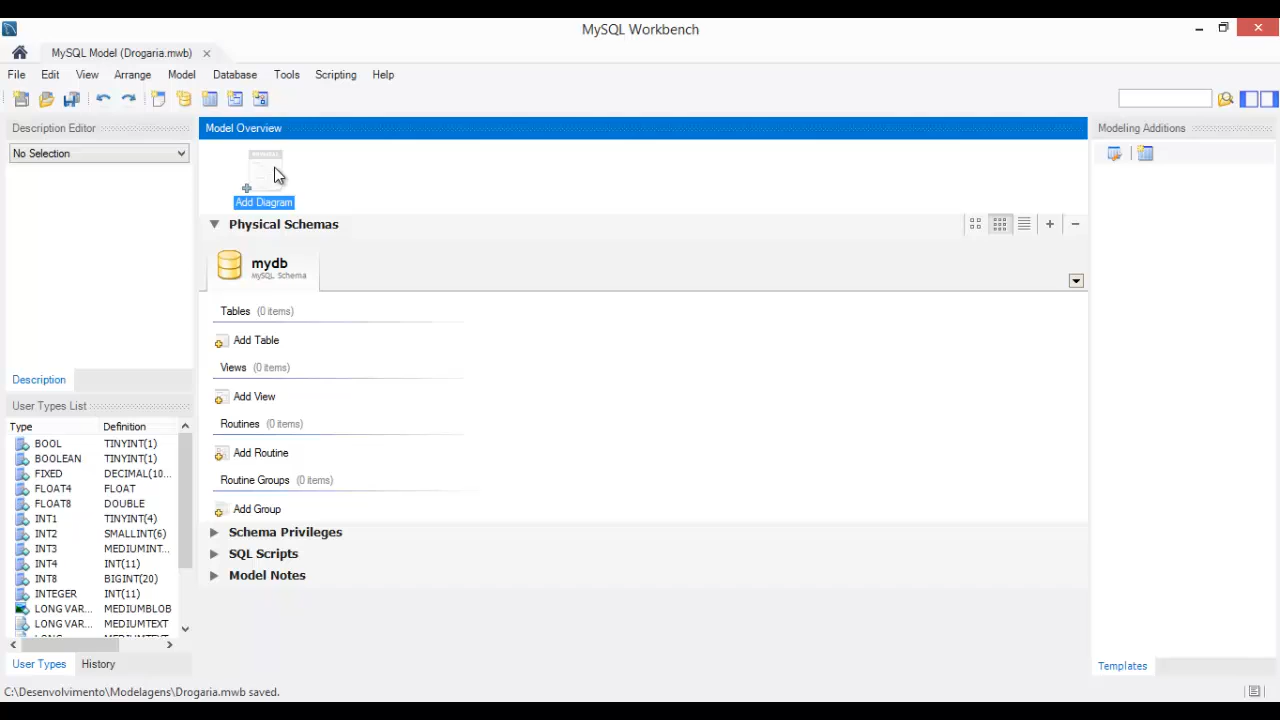 MySQL Workbench
MySQL Model (Drogaria.mwb)
File Edit View Arrange Model Database Tools Scripting Help
Description Editor
No Selection
Description
User Types List
Type Definition
BOOL TINYINT(1)
BOOLEAN TINYINT(1)
FIXED DECIMAL(10...
FLOAT4 FLOAT
FLOAT8 DOUBLE
INT1 TINYINT(4)
INT2 SMALLINT(6)
INT3 MEDIUMINT...
INT4 INT(11)
INT8 BIGINT(20)
INTEGER INT(11)
LONG VAR... MEDIUMBLOB
LONG VAR... MEDIUMTEXT
LONG MEDIUMTEXT
User Types History
Model Overview
Add Diagram
Physical Schemas
mydb
MySQL Schema
Tables (0 items)
Add Table
Views (0 items)
Add View
Routines (0 items)
Add Routine
Routine Groups (0 items)
Add Group
Schema Privileges
SQL Scripts
Model Notes
Modeling Additions
Templates
C:\Desenvolvimento\Modelagens\Drogaria.mwb saved.